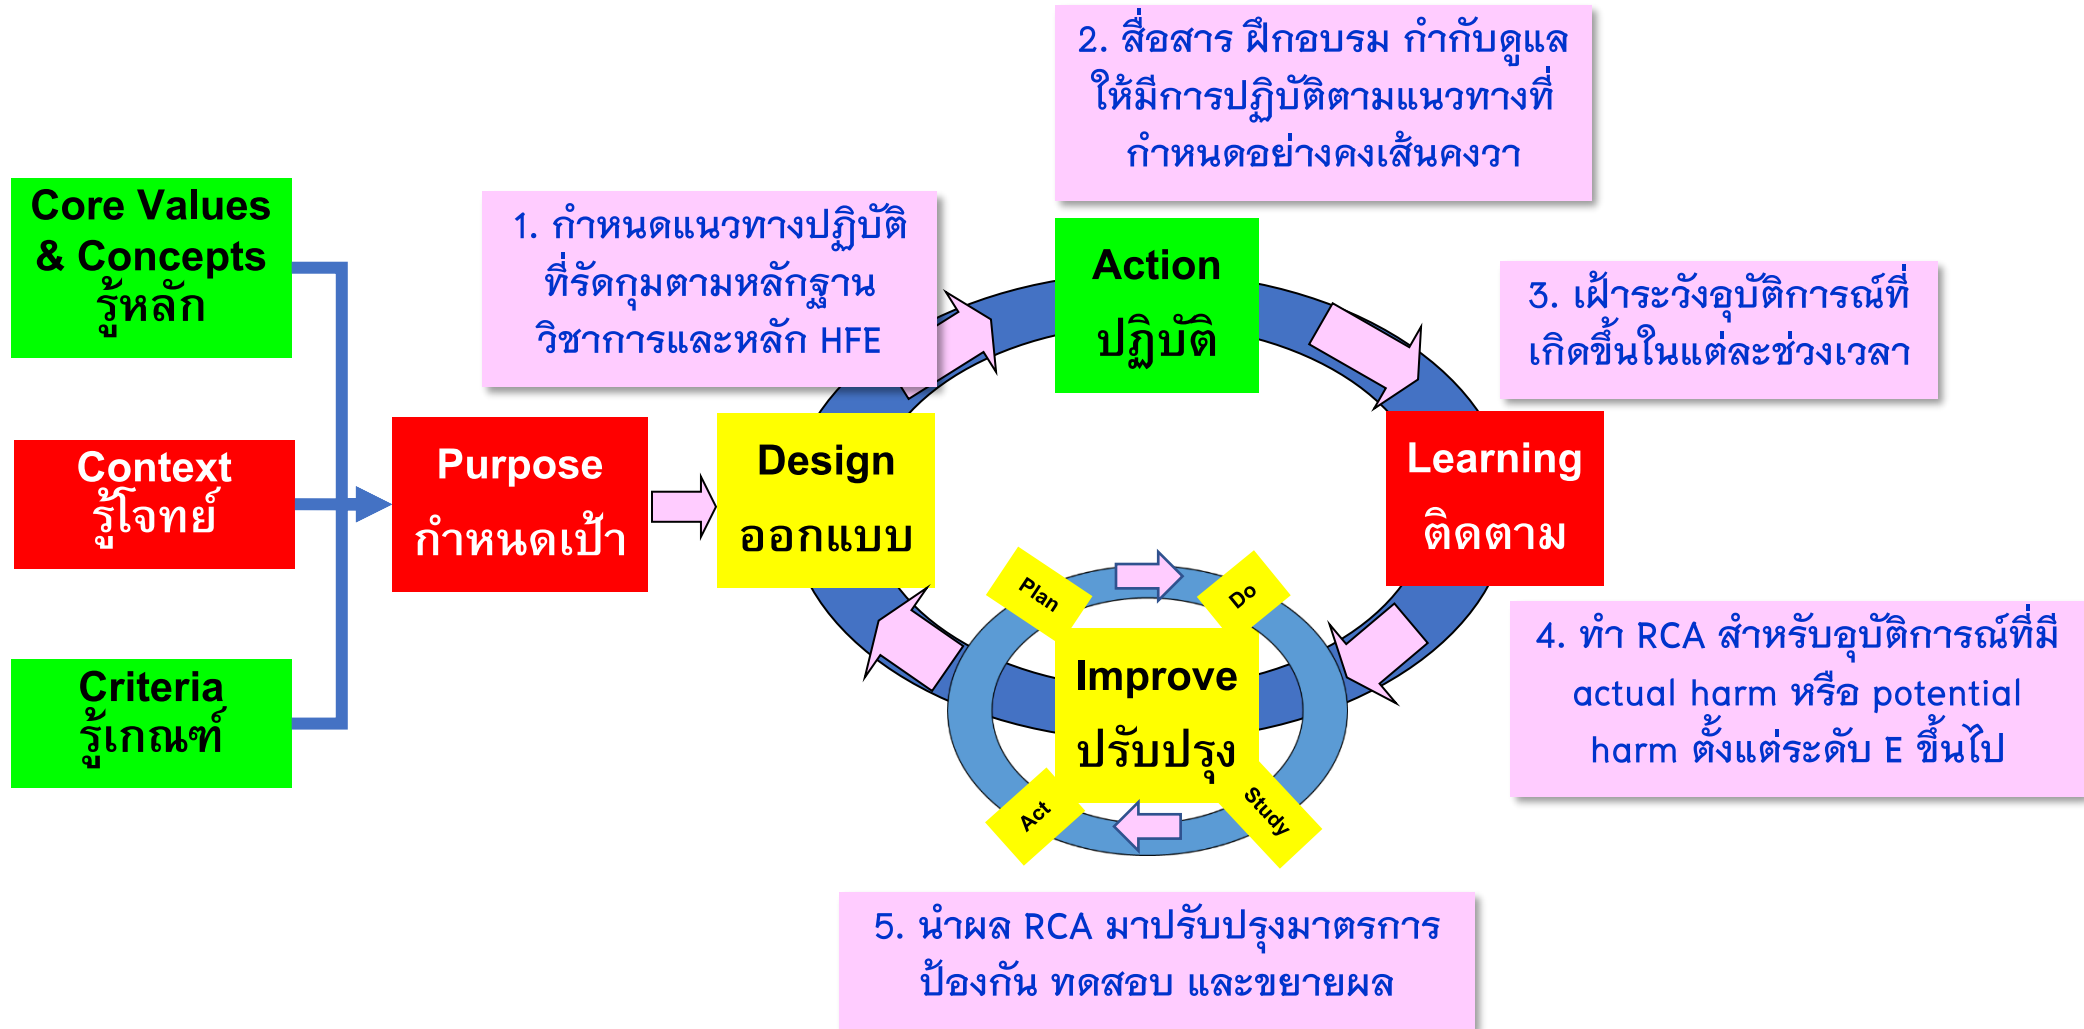 Core Values
& Concepts
รู้หลัก
Context
รู้โจทย์
Criteria
รู้เกณฑ์
Purpose
กำหนดเป้า
1. กำหนดแนวทางปฏิบัติ
ที่รัดกุมตามหลักฐาน
วิชาการและหลัก HFE
Design
ออกแบบ
2. สื่อสาร ฝึกอบรม กำกับดูแล
ให้มีการปฏิบัติตามแนวทางที่
กำหนดอย่างคงเส้นคงวา
Action
ปฏิบัติ
3. เฝ้าระวังอุบัติการณ์ที่
เกิดขึ้นในแต่ละช่วงเวลา
Learning
ติดตาม
4. ทำ RCA สำหรับอุบัติการณ์ที่มี
actual harm หรือ potential
harm ตั้งแต่ระดับ E ขึ้นไป
Plan
Do
Improve
ปรับปรุง
Act
Study
5. นำผล RCA มาปรับปรุงมาตรการ
ป้องกัน ทดสอบ และขยายผล